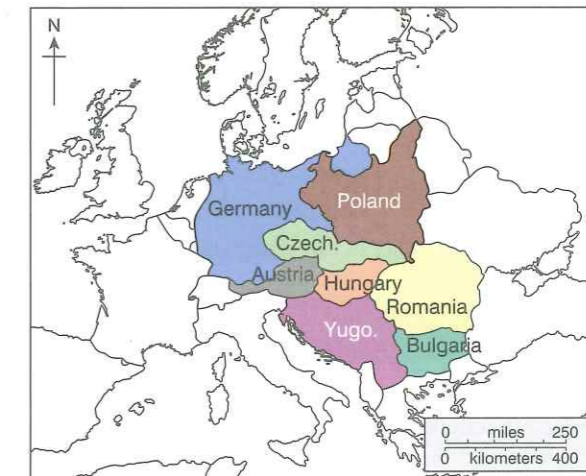 N
Germany
Poland
Czech.
Austria
Hungary
Romania
Yugo.
Bulgaria
0 miles 250
0 kilometers 400